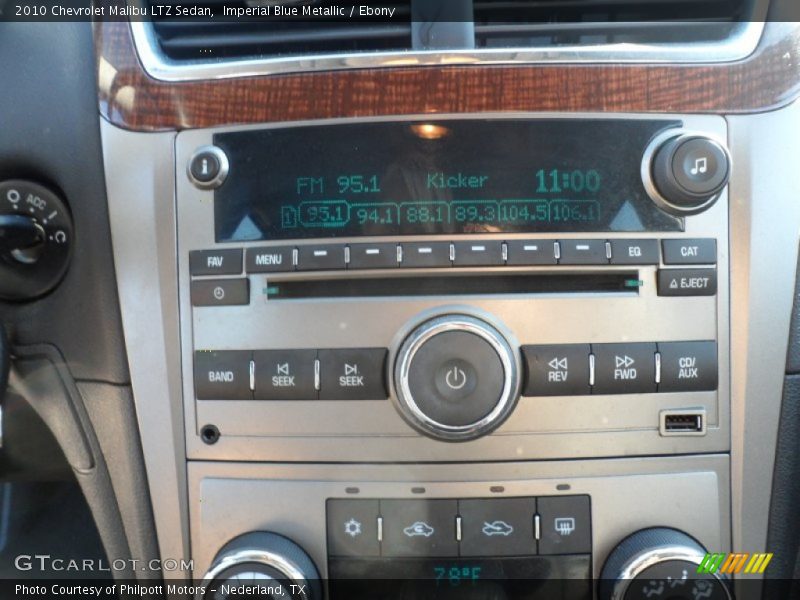 2010 Chevrolet Malibu LTZ Sedan, Imperial Blue Metallic / Ebony
ACC
FM 95.1 Kicker 11:00
1 95.1 94.1 88.1 89.3 104.5 106.1
FAV MENU EQ CAT
EJECT
BAND SEEK SEEK REV FWD CD/AUX
78°F
GTCARLOT.COM
Photo Courtesy of Philpott Motors - Nederland, TX